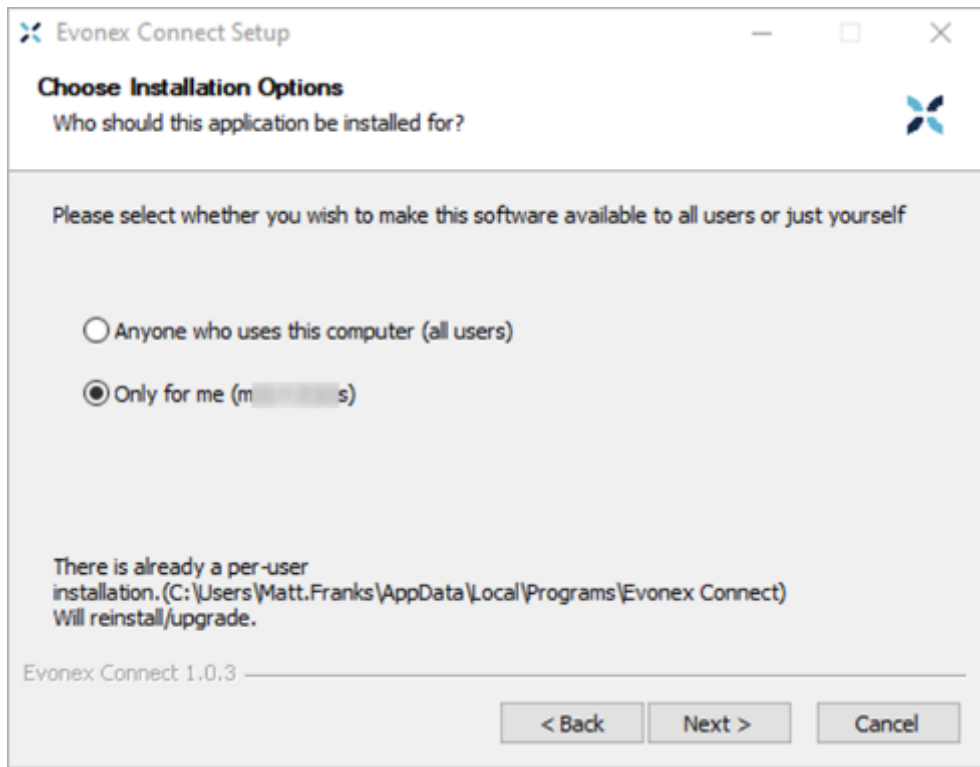 Evonex Connect Setup
Choose Installation Options
Who should this application be installed for?
Please select whether you wish to make this software available to all users or just yourself
Anyone who uses this computer (all users)
Only for me (m s)
There is already a per-user
installation.(C:\Users\Matt.Franks\AppData\Local\Programs\Evonex Connect)
Will reinstall/upgrade.
Evonex Connect 1.0.3
< Back
Next >
Cancel